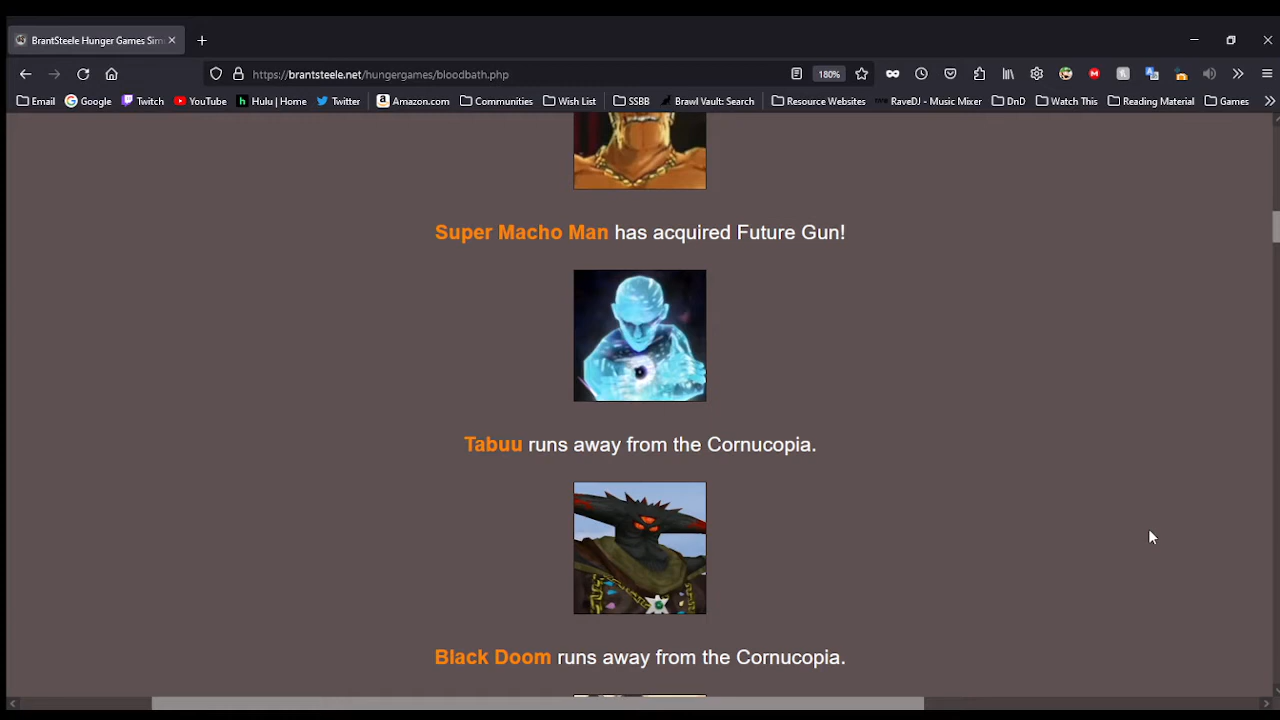 BrantSteele Hunger Games Sim
https://brantsteele.net/hungergames/bloodbath.php
180%
Email
Google
Twitch
YouTube
Hulu | Home
Twitter
Amazon.com
Communities
Wish List
SSBB
Brawl Vault: Search
Resource Websites
RaveDJ - Music Mixer
DnD
Watch This
Reading Material
Games
Super Macho Man has acquired Future Gun!
Tabuu runs away from the Cornucopia.
Black Doom runs away from the Cornucopia.